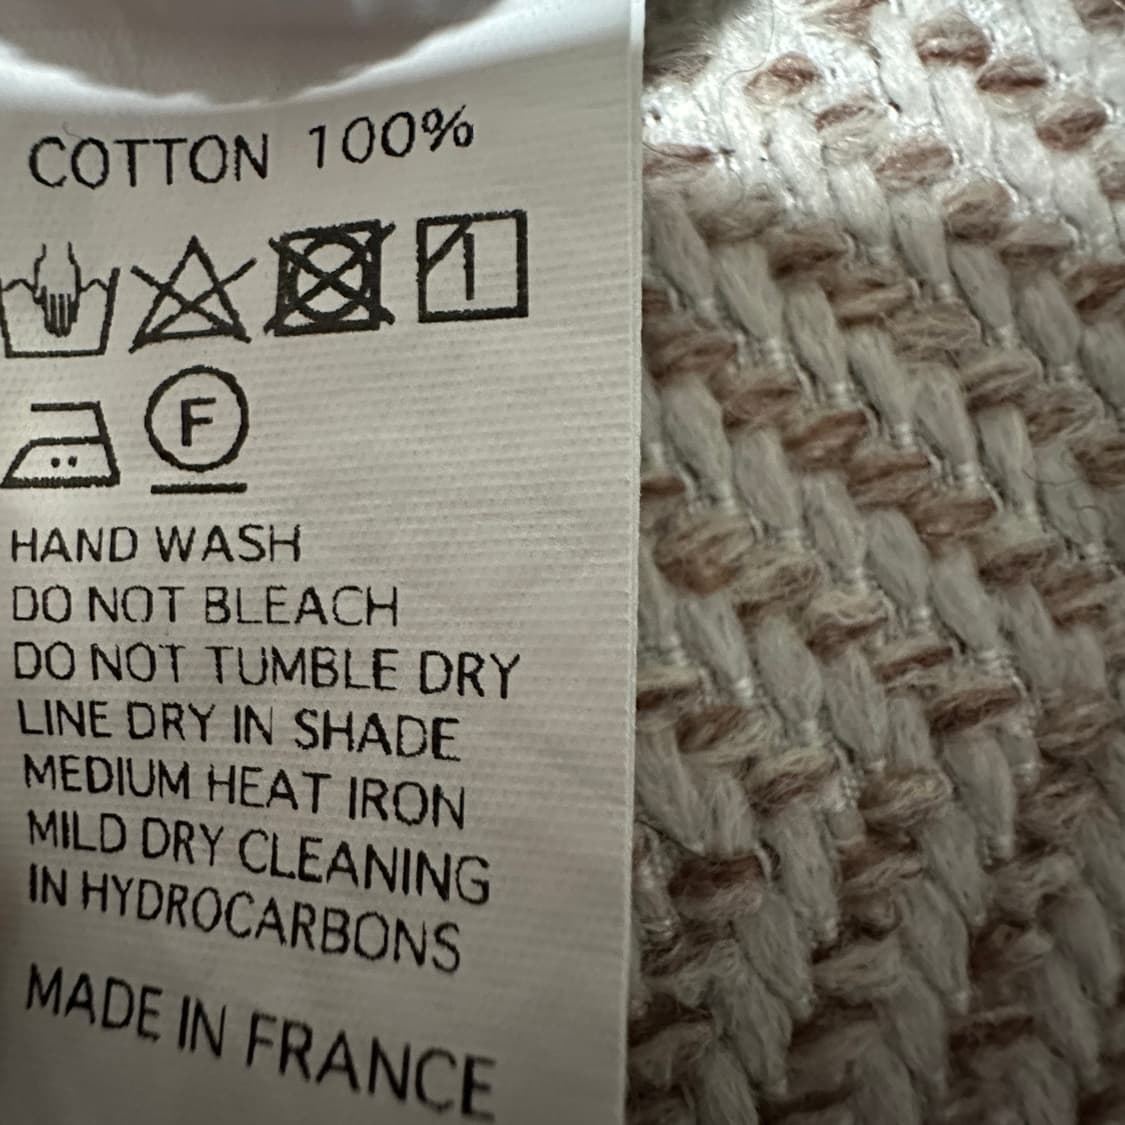 COTTON 100%
F
HAND WASH
DO NOT BLEACH
DO NOT TUMBLE DRY
LINE DRY IN SHADE
MEDIUM HEAT IRON
MILD DRY CLEANING
IN HYDROCARBONS
MADE IN FRANCE